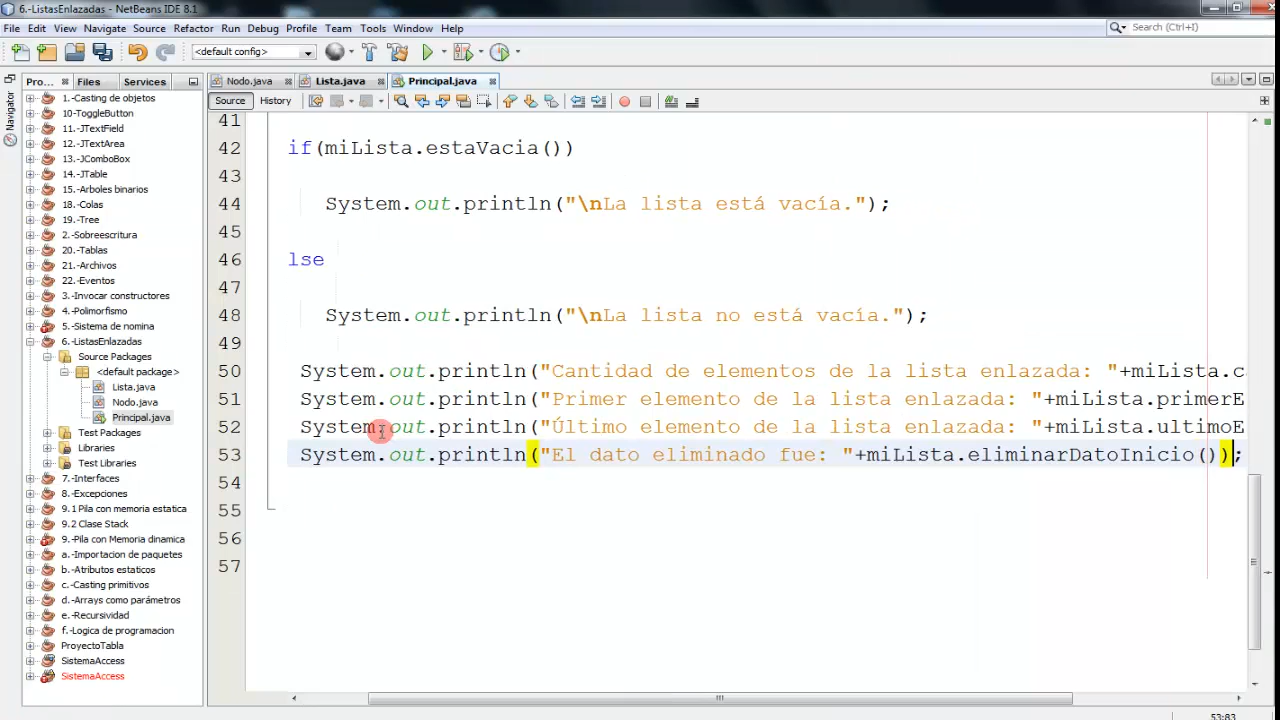 6.-ListasEnlazadas - NetBeans IDE 8.1
File Edit View Navigate Source Refactor Run Debug Profile Team Tools Window Help
Search (Ctrl+I)
<default config>
Pro... Files Services
Nodo.java Lista.java Principal.java
Source History
Navigator
1.-Casting de objetos
10-ToggleButton
11.-JTextField
12.-JTextArea
13.-JComboBox
14.-JTable
15.-Arboles binarios
18.-Colas
19.-Tree
2.-Sobreescritura
20.-Tablas
21.-Archivos
22.-Eventos
3.-Invocar constructores
4.-Polimorfismo
5.-Sistema de nomina
6.-ListasEnlazadas
Source Packages
<default package>
Lista.java
Nodo.java
Principal.java
Test Packages
Libraries
Test Libraries
7.-Interfaces
8.-Excepciones
9.1 Pila con memoria estatica
9.2 Clase Stack
9.-Pila con Memoria dinamica
a.-Importacion de paquetes
b.-Atributos estaticos
c.-Casting primitivos
d.-Arrays como parámetros
e.-Recursividad
f.-Logica de programacion
ProyectoTabla
SistemaAccess
SistemaAccess
41
42 if(miLista.estaVacia())
43
44 System.out.println("\nLa lista está vacía.");
45
46 lse
47
48 System.out.println("\nLa lista no está vacía.");
49
50 System.out.println("Cantidad de elementos de la lista enlazada: "+miLista.c
51 System.out.println("Primer elemento de la lista enlazada: "+miLista.primerE
52 System.out.println("Último elemento de la lista enlazada: "+miLista.ultimoE
53 System.out.println("El dato eliminado fue: "+miLista.eliminarDatoInicio());
54
55
56
57
53:83